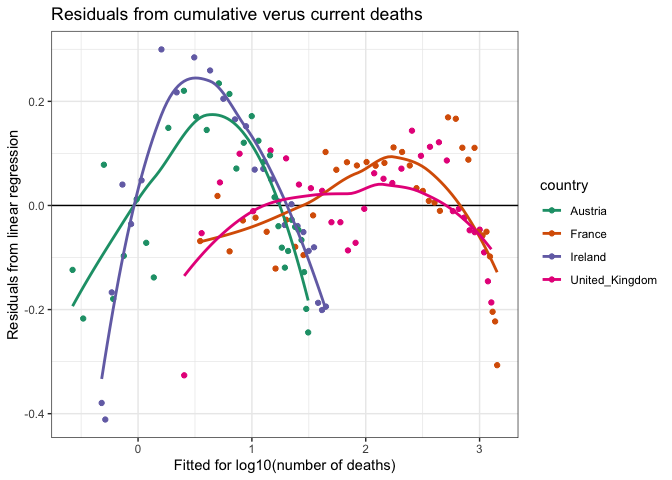 Residuals from cumulative verus current deaths
Residuals from linear regression
0.2
0.0
-0.2
-0.4
0
1
2
3
Fitted for log10(number of deaths)
country
Austria
France
Ireland
United_Kingdom